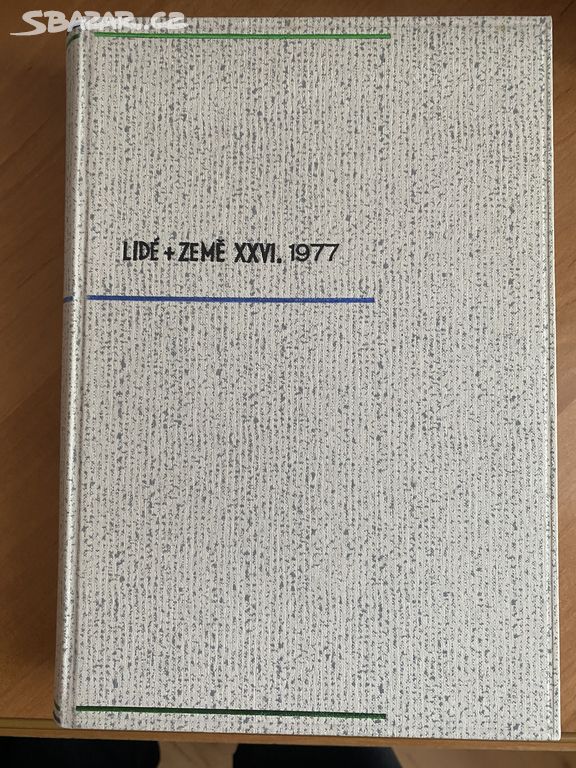 SBAZAR.CZ
LIDÉ + ZEMĚ XXVI. 1977